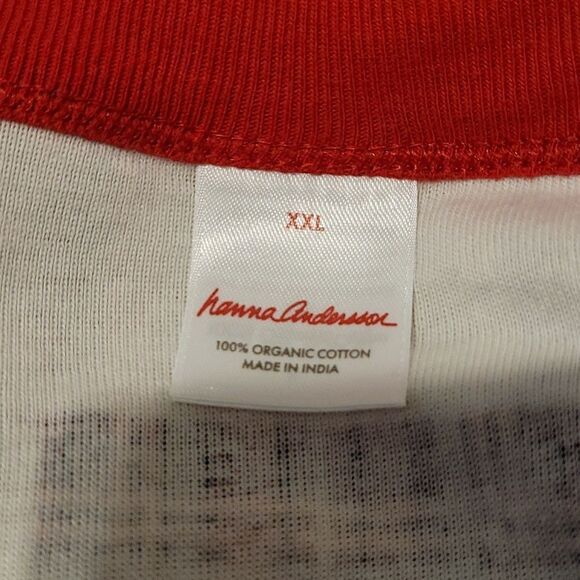 XXL
hanna andersson
100% ORGANIC COTTON
MADE IN INDIA